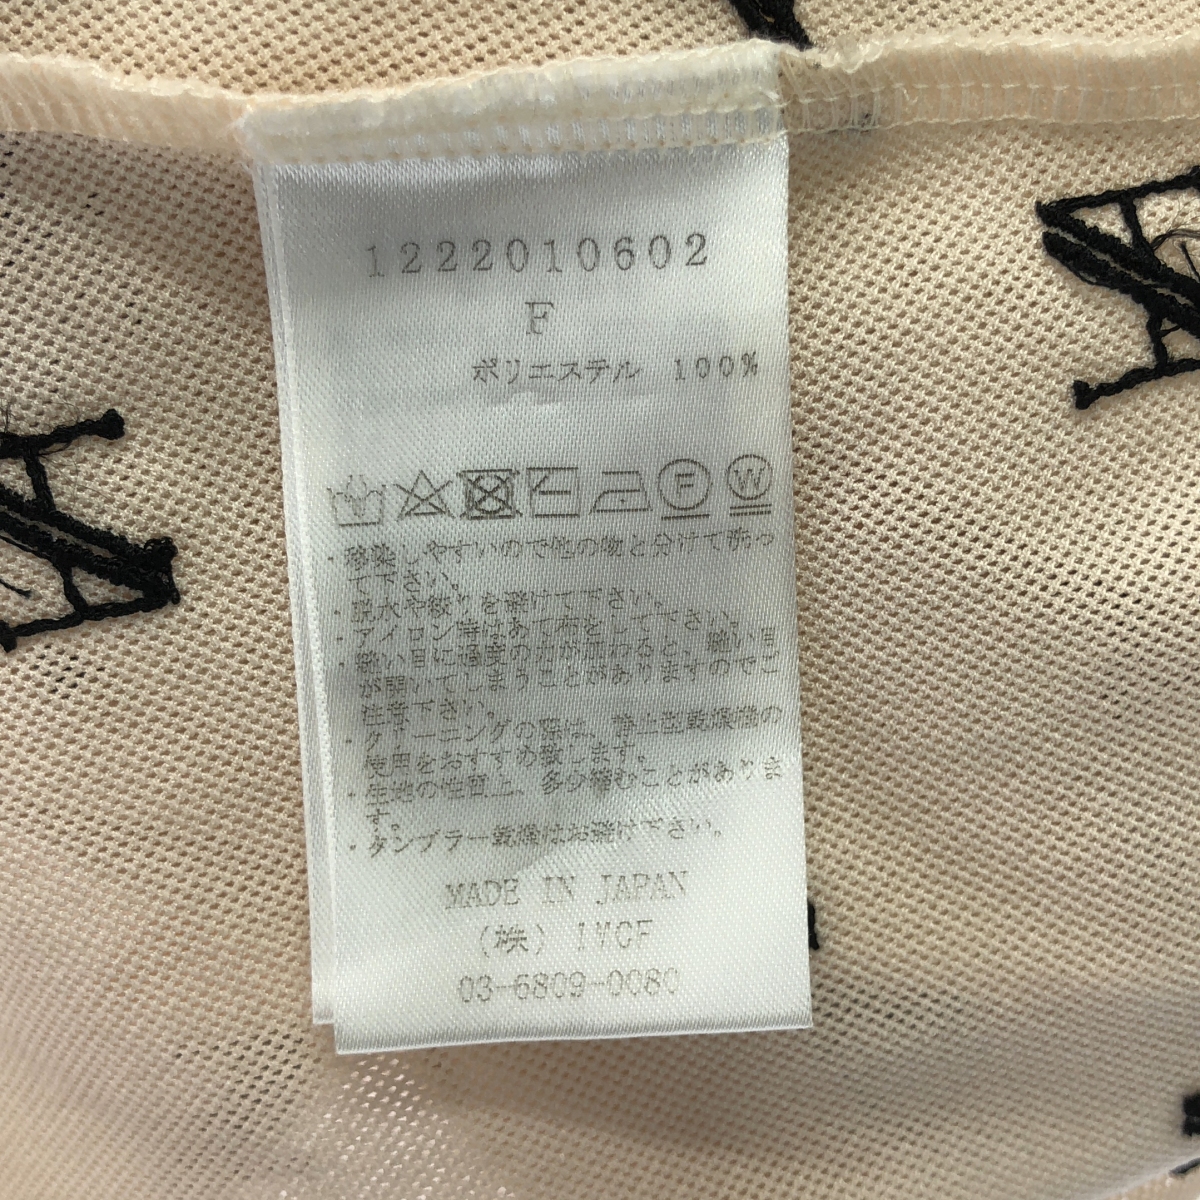 1222010602
F
ポリエステル 100%
F W
・移染しやすいので他の物と分けて洗っ
て下さい。
・脱水や絞りを避けて下さい。
・アイロン時はあて布をして下さい。
・縫い目に過度の力が加わると、縫い目
が開いてしまうことがありますのでご
注意下さい。
・クリーニングの際は、静止型乾燥機の
使用をおすすめ致します。
・生地の性質上、多少縮むことがありま
す。
・タンブラー乾燥はお避け下さい。
MADE IN JAPAN
(株)
03-6809-0080